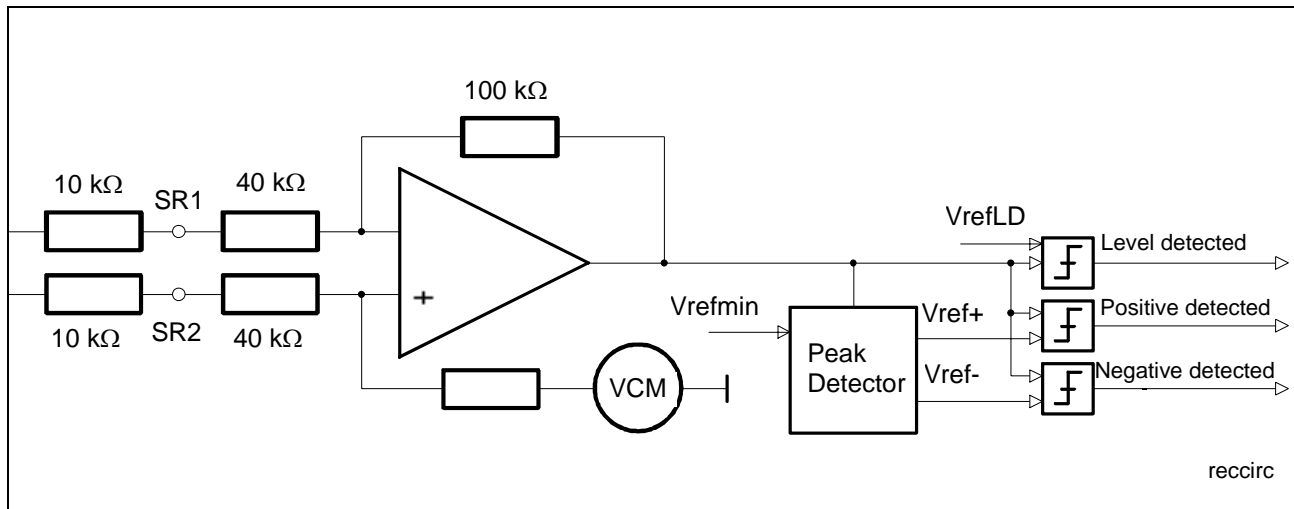 100 kΩ
10 kΩ
SR1
40 kΩ
10 kΩ
SR2
40 kΩ
+
VCM
Vrefmin
Peak
Detector
Vref+
Vref-
VrefLD
Level detected
Positive detected
Negative detected
reccirc